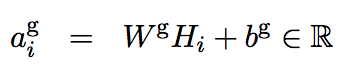 a_i^g = W^g H_i + b^g ∈ ℝ